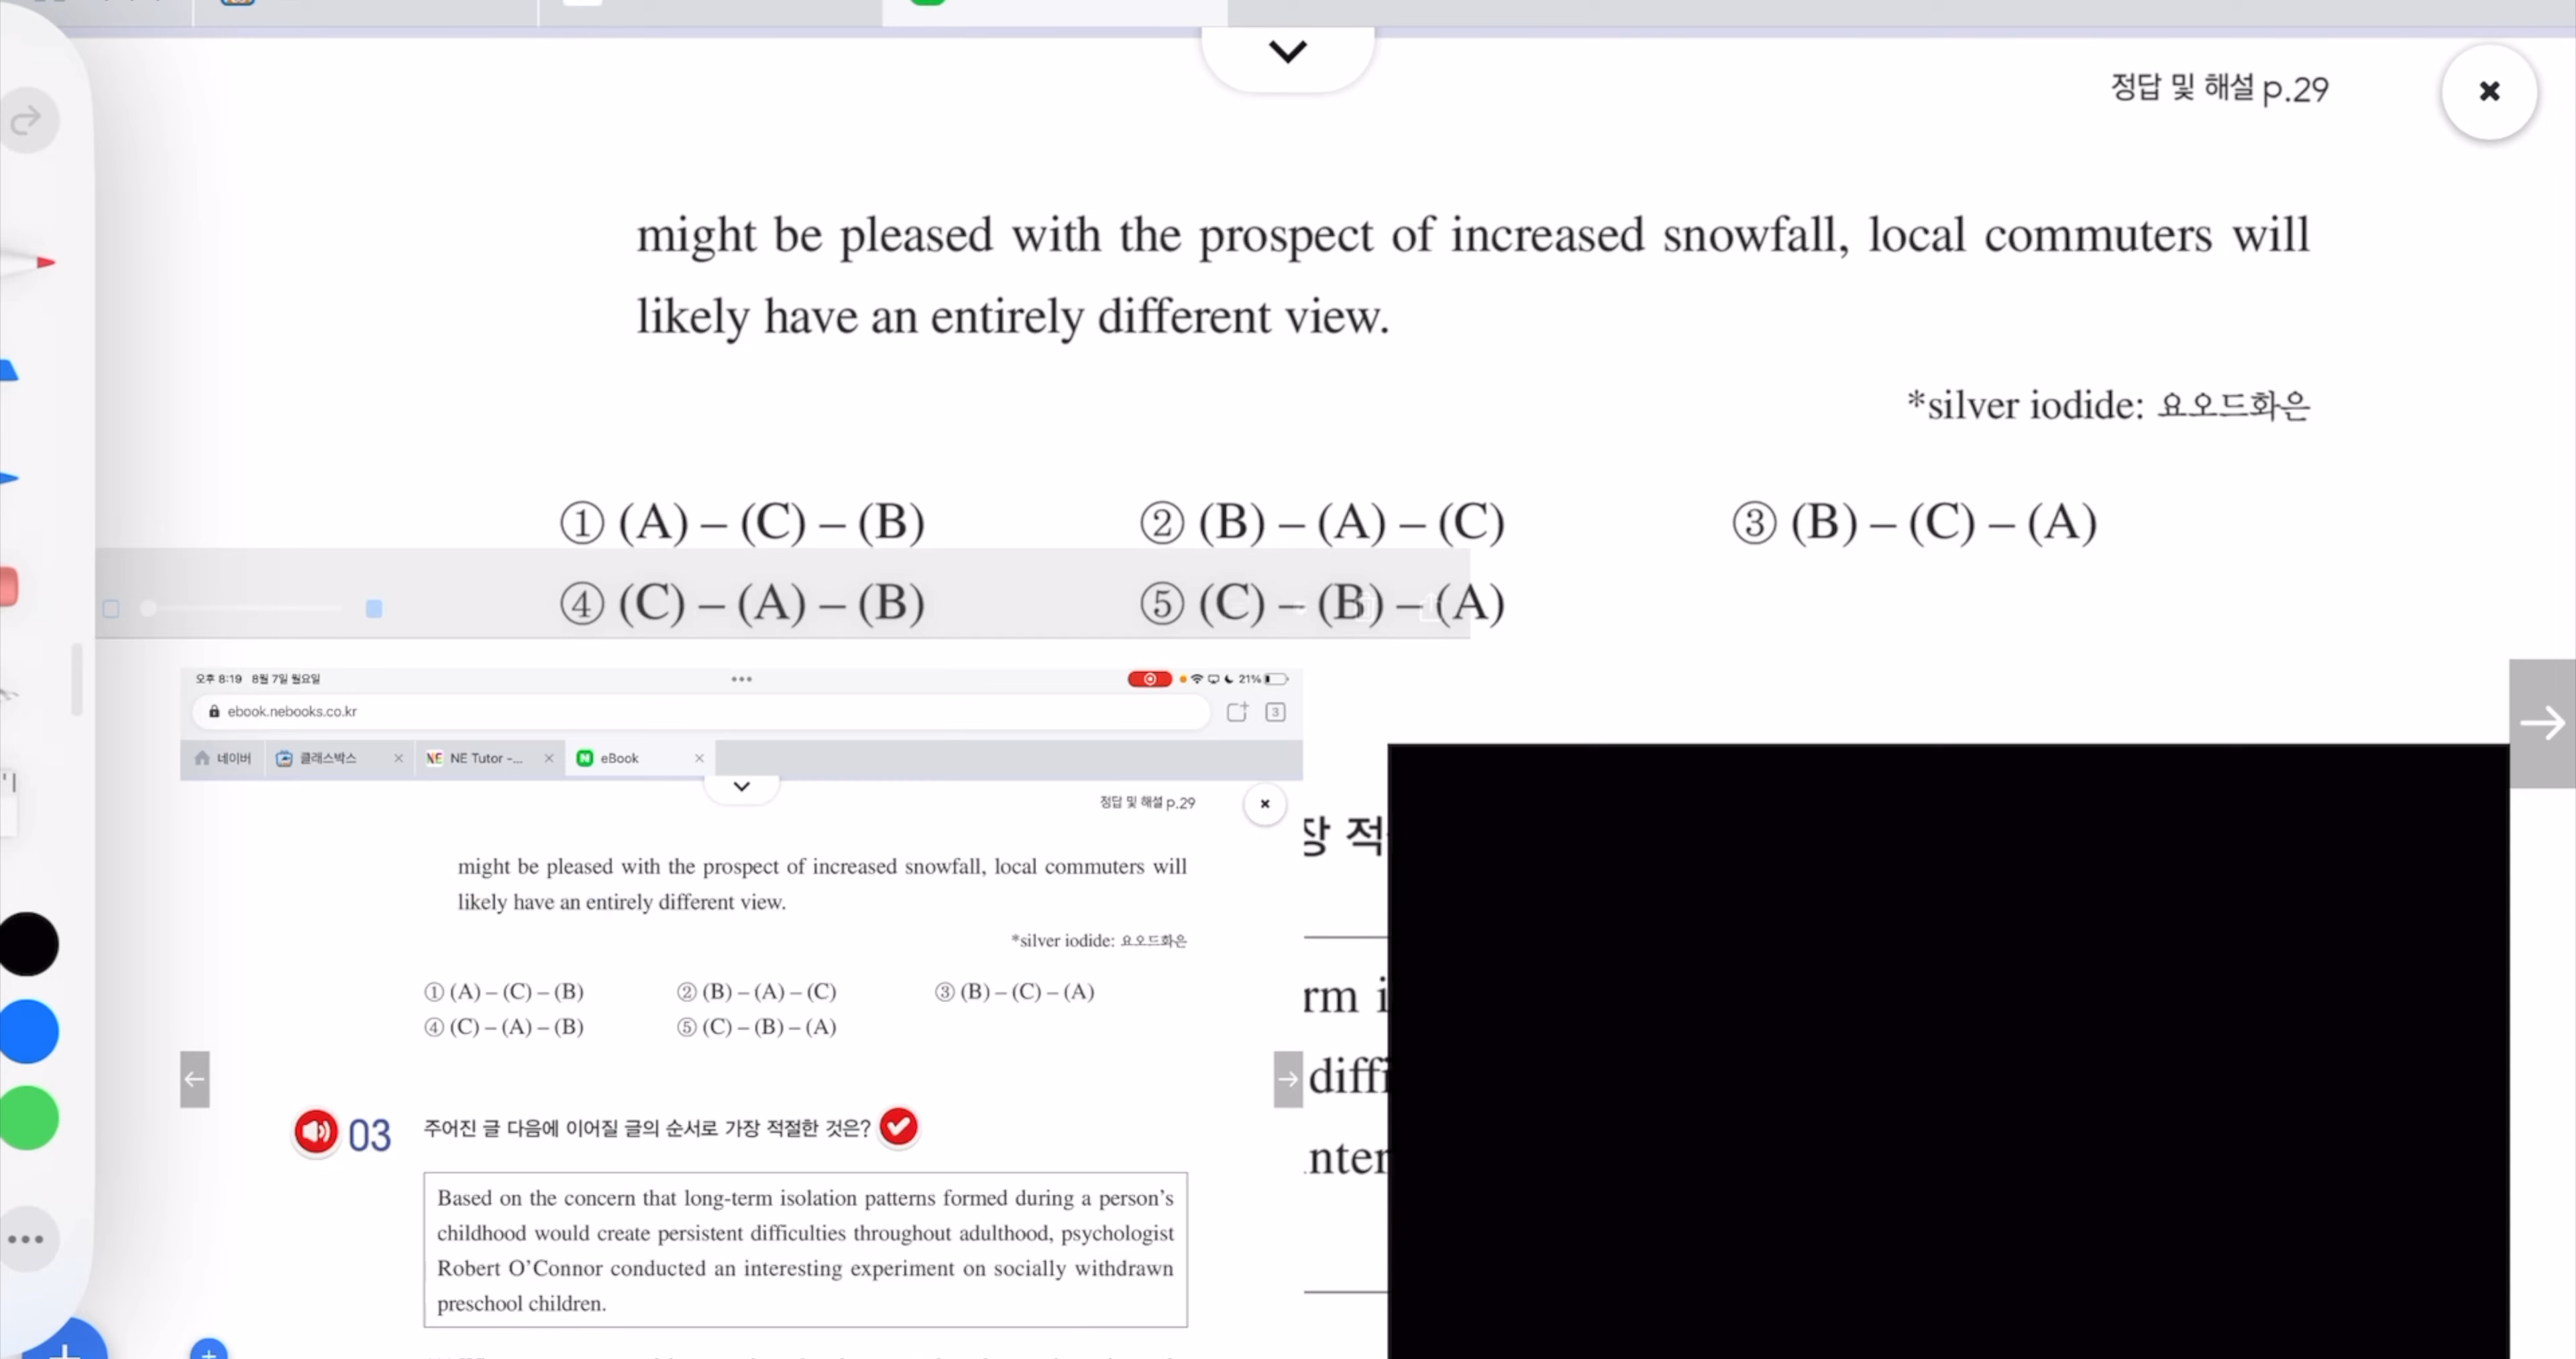 정답 및 해설 p.29
might be pleased with the prospect of increased snowfall, local commuters will
likely have an entirely different view.
*silver iodide: 요오드화은
① (A) – (C) – (B)
② (B) – (A) – (C)
③ (B) – (C) – (A)
④ (C) – (A) – (B)
⑤ (C) – (B) – (A)
오후 8:19 8월 7일 월요일
21%
ebook.nebooks.co.kr
3
네이버
클래스박스
NE Tutor -...
eBook
정답 및 해설 p.29
might be pleased with the prospect of increased snowfall, local commuters will
likely have an entirely different view.
*silver iodide: 요오드화은
① (A) – (C) – (B)
② (B) – (A) – (C)
③ (B) – (C) – (A)
④ (C) – (A) – (B)
⑤ (C) – (B) – (A)
03 주어진 글 다음에 이어질 글의 순서로 가장 적절한 것은?
Based on the concern that long-term isolation patterns formed during a person's
childhood would create persistent difficulties throughout adulthood, psychologist
Robert O'Connor conducted an interesting experiment on socially withdrawn
preschool children.
장 적
rm i
diffi
nter